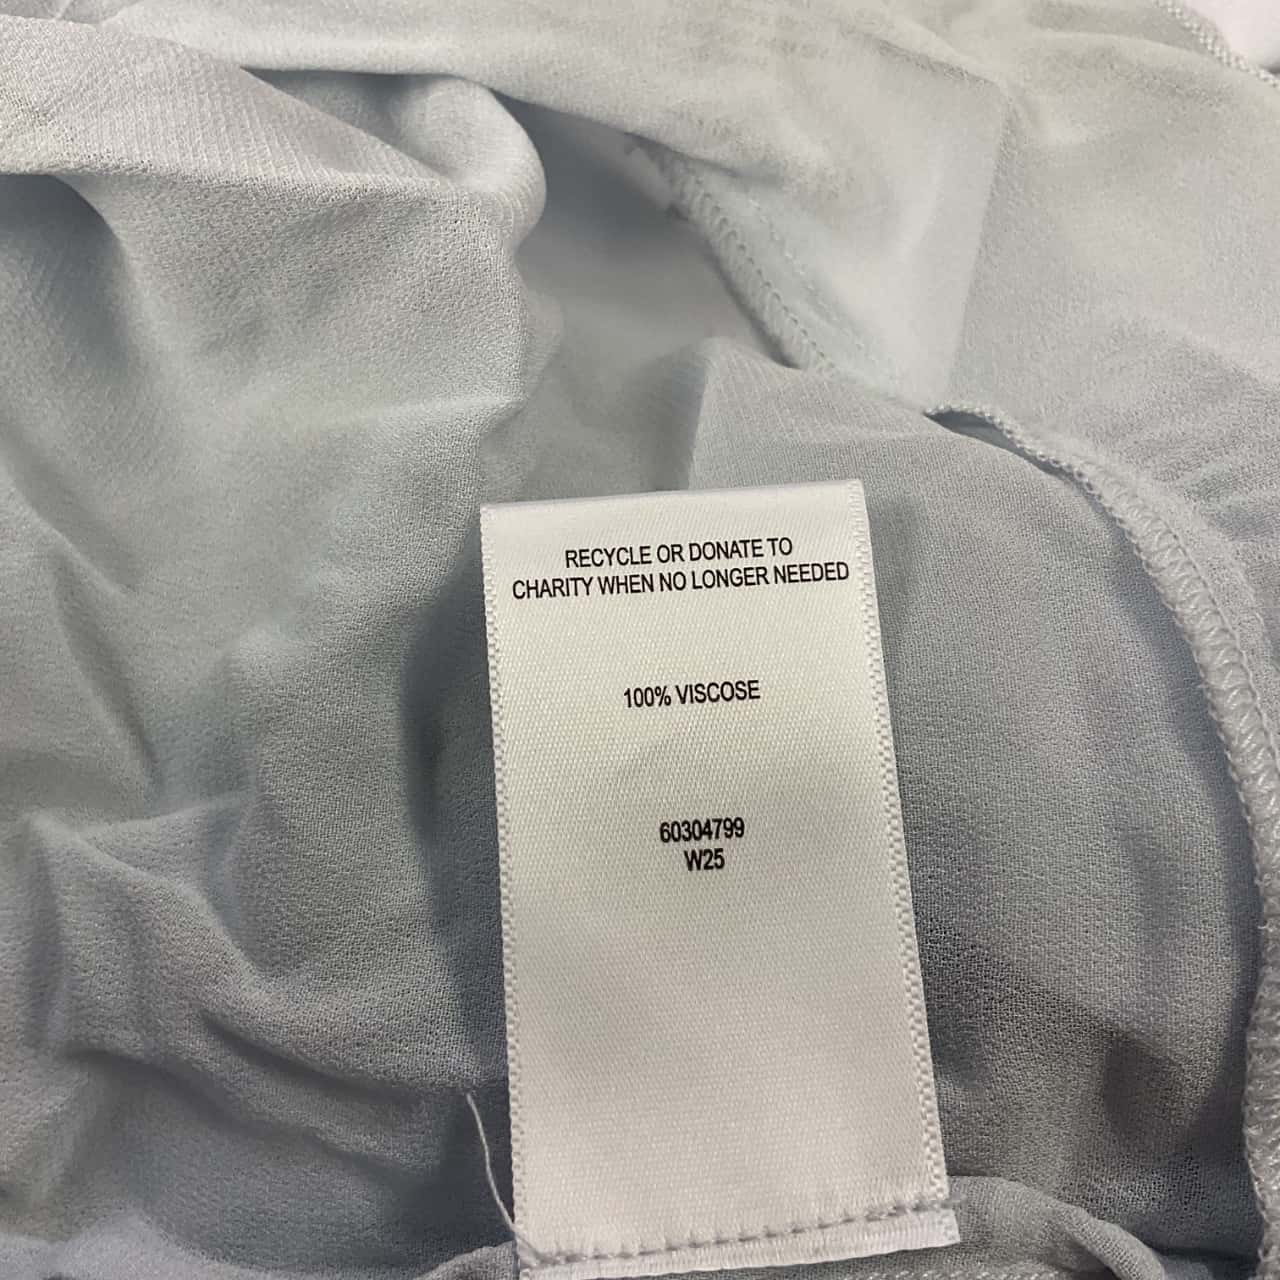 RECYCLE OR DONATE TO
CHARITY WHEN NO LONGER NEEDED
100% VISCOSE
60304799
W25